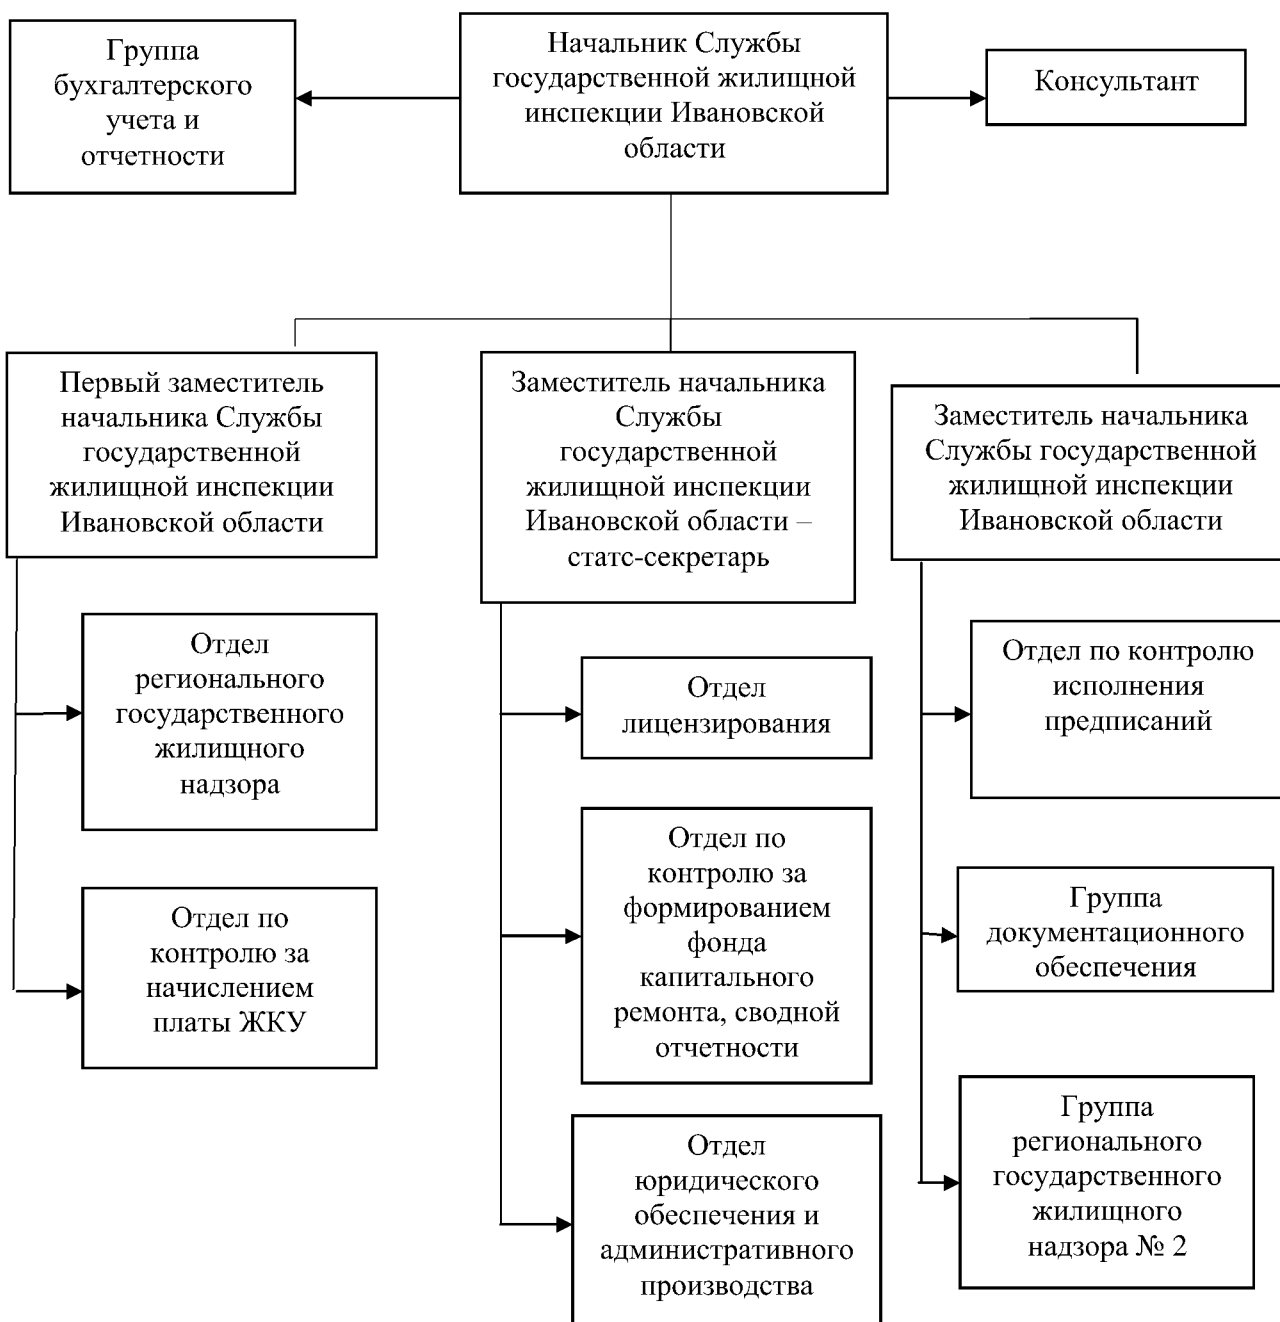 Группа
бухгалтерского
учета и
отчетности
Начальник Службы
государственной жилищной
инспекции Ивановской
области
Консультант
Первый заместитель
начальника Службы
государственной
жилищной инспекции
Ивановской области
Заместитель начальника
Службы
государственной
жилищной инспекции
Ивановской области –
статс-секретарь
Заместитель начальника
Службы государственной
жилищной инспекции
Ивановской области
Отдел
регионального
государственного
жилищного
надзора
Отдел по
контролю за
начислением
платы ЖКУ
Отдел
лицензирования
Отдел по
контролю за
формированием
фонда
капитального
ремонта, сводной
отчетности
Отдел
юридического
обеспечения и
административного
производства
Отдел по контролю
исполнения
предписаний
Группа
документационного
обеспечения
Группа
регионального
государственного
жилищного
надзора № 2